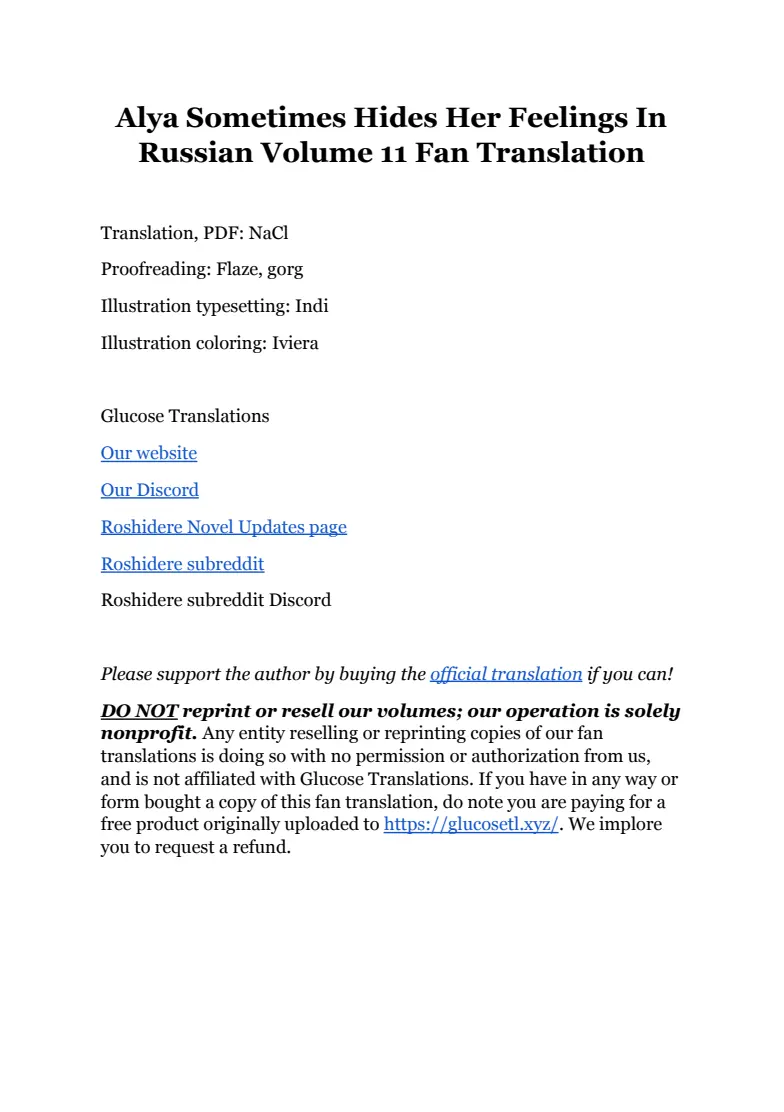 Alya Sometimes Hides Her Feelings In
Russian Volume 11 Fan Translation
Translation, PDF: NaCl
Proofreading: Flaze, gorg
Illustration typesetting: Indi
Illustration coloring: Iviera
Glucose Translations
Our website
Our Discord
Roshidere Novel Updates page
Roshidere subreddit
Roshidere subreddit Discord
Please support the author by buying the official translation if you can!
DO NOT reprint or resell our volumes; our operation is solely
nonprofit. Any entity reselling or reprinting copies of our fan
translations is doing so with no permission or authorization from us,
and is not affiliated with Glucose Translations. If you have in any way or
form bought a copy of this fan translation, do note you are paying for a
free product originally uploaded to https://glucosetl.xyz/. We implore
you to request a refund.